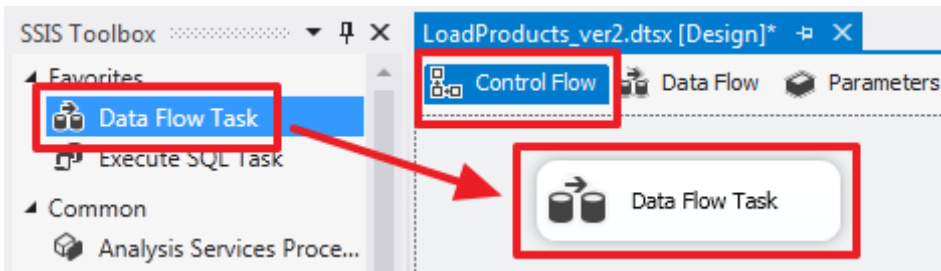 SSIS Toolbox
Favorites
Data Flow Task
Execute SQL Task
Common
Analysis Services Proce...
LoadProducts_ver2.dtsx [Design]*
Control Flow
Data Flow
Parameters
Data Flow Task